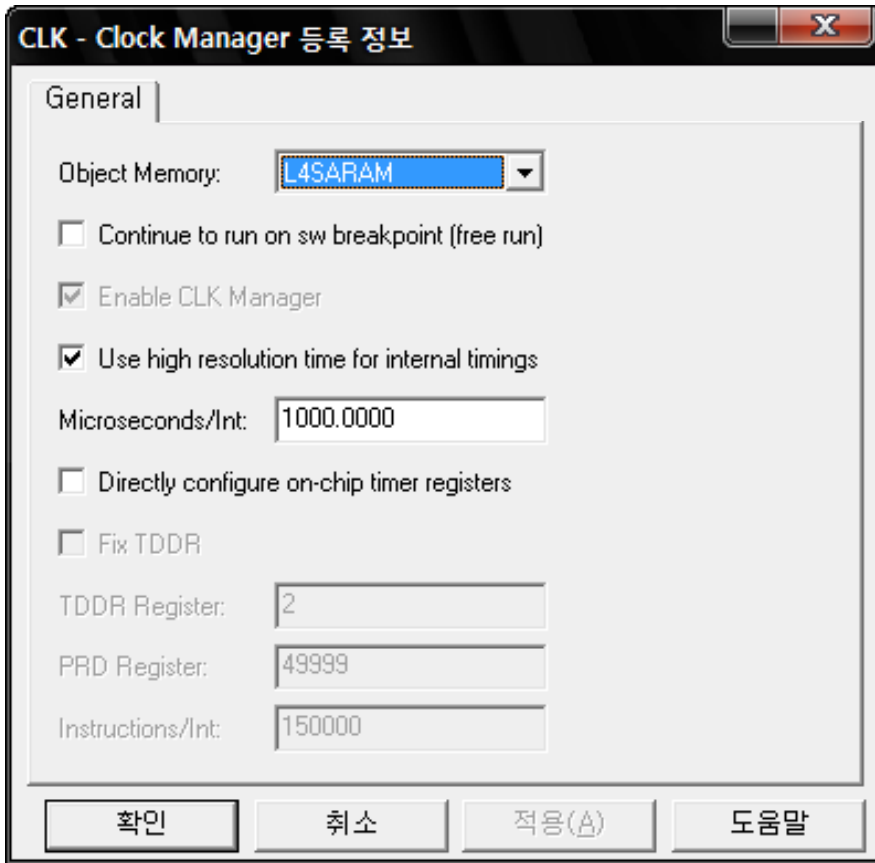 CLK - Clock Manager 등록 정보
General
Object Memory: L4SARAM
Continue to run on sw breakpoint (free run)
Enable CLK Manager
Use high resolution time for internal timings
Microseconds/Int: 1000.0000
Directly configure on-chip timer registers
Fix TDDR
TDDR Register: 2
PRD Register: 49999
Instructions/Int: 150000
확인 취소 적용(A) 도움말